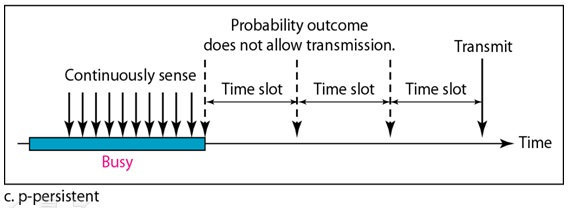 Probability outcome
does not allow transmission.
Transmit
Continuously sense
Time slot
Time slot
Time slot
Time
Busy
c. p-persistent